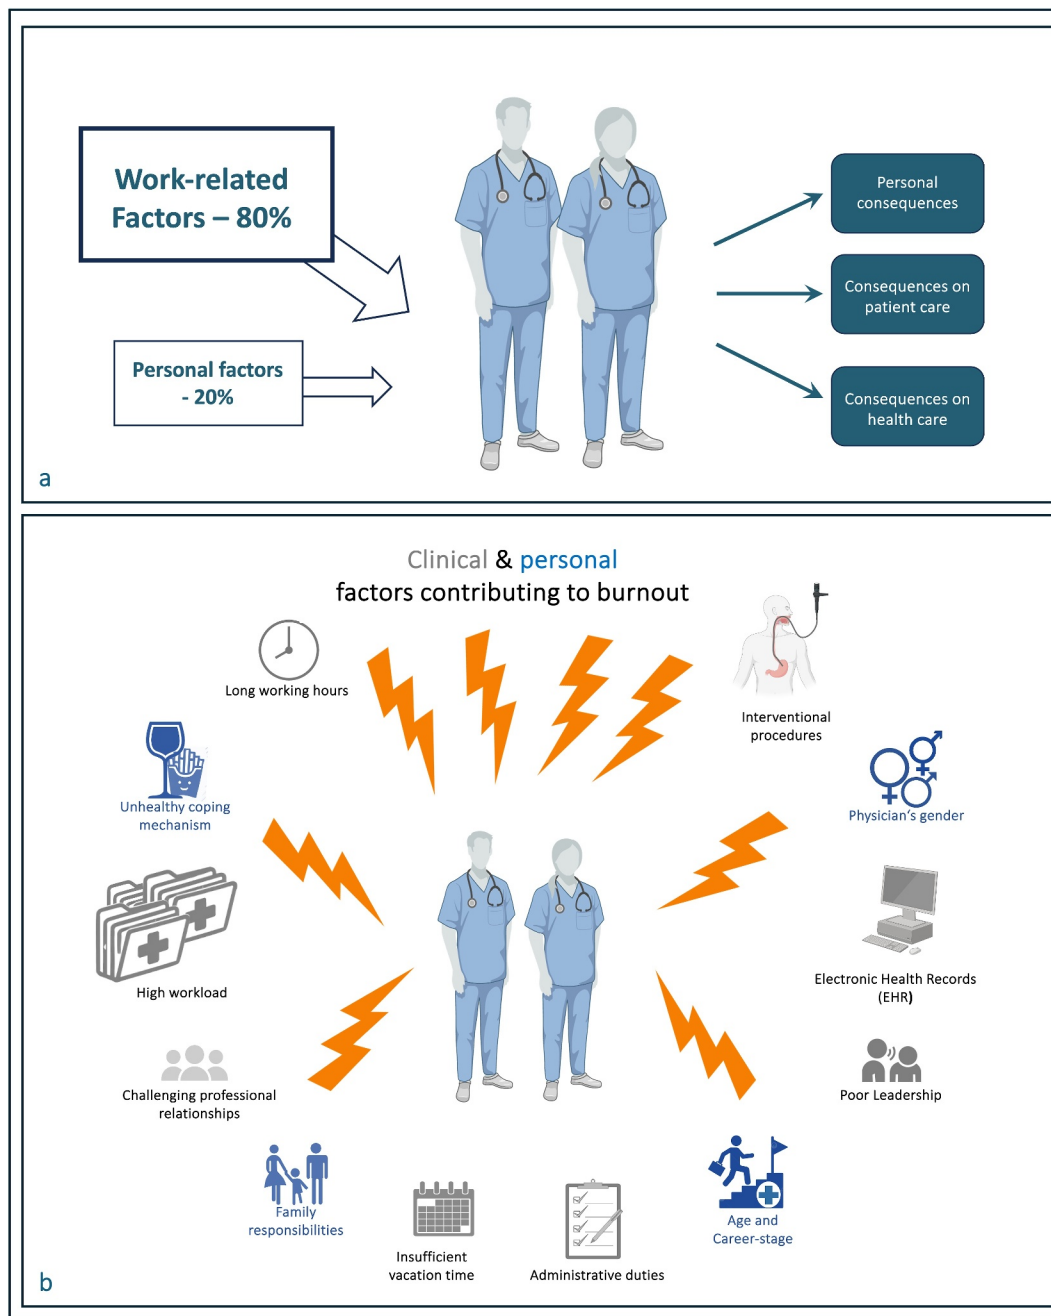 Work-related
Factors – 80%
Personal factors
- 20%
Personal
consequences
Consequences on
patient care
Consequences on
health care
a
Clinical & personal
factors contributing to burnout
Long working hours
Interventional
procedures
Unhealthy coping
mechanism
Physician's gender
High workload
Electronic Health Records
(EHR)
Challenging professional
relationships
Poor Leadership
Family
responsibilities
Insufficient
vacation time
Administrative duties
Age and
Career-stage
b